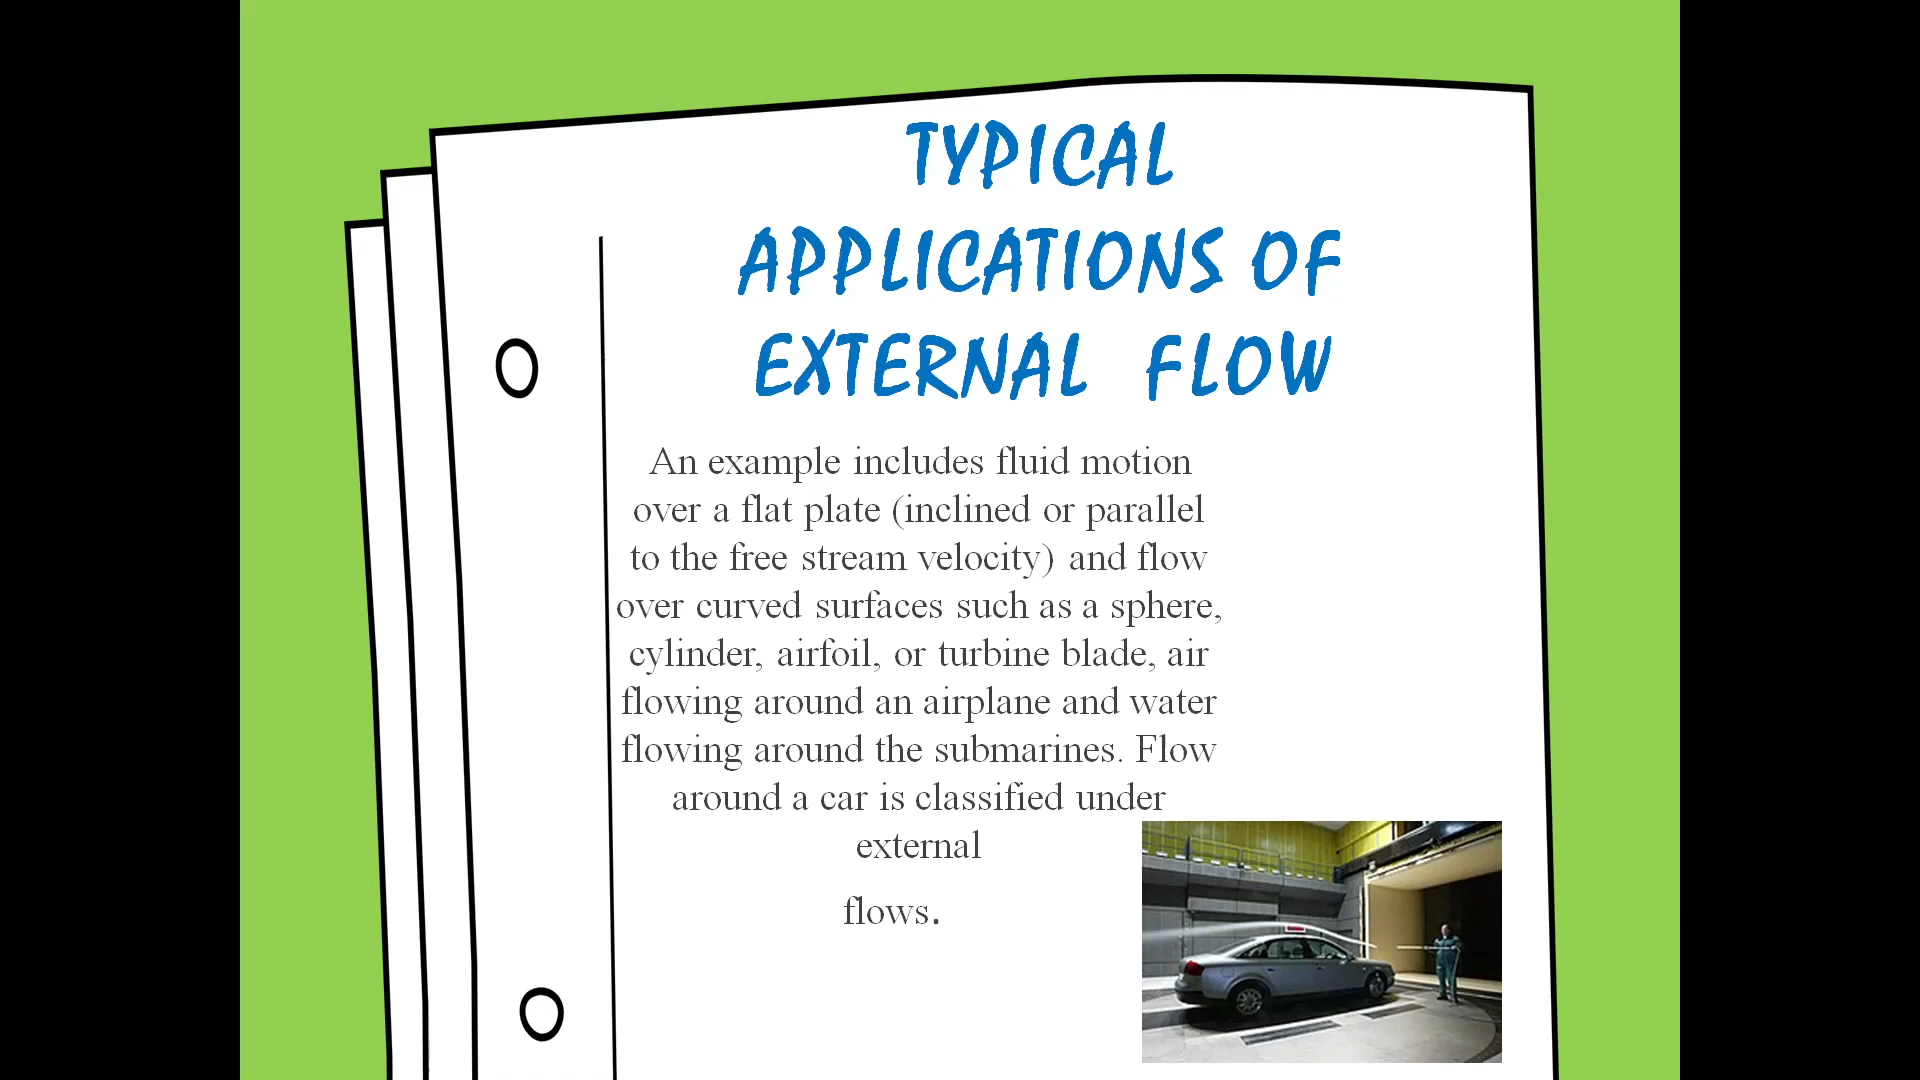 TYPICAL
APPLICATIONS OF
EXTERNAL FLOW
An example includes fluid motion
over a flat plate (inclined or parallel
to the free stream velocity) and flow
over curved surfaces such as a sphere,
cylinder, airfoil, or turbine blade, air
flowing around an airplane and water
flowing around the submarines. Flow
around a car is classified under
external
flows.